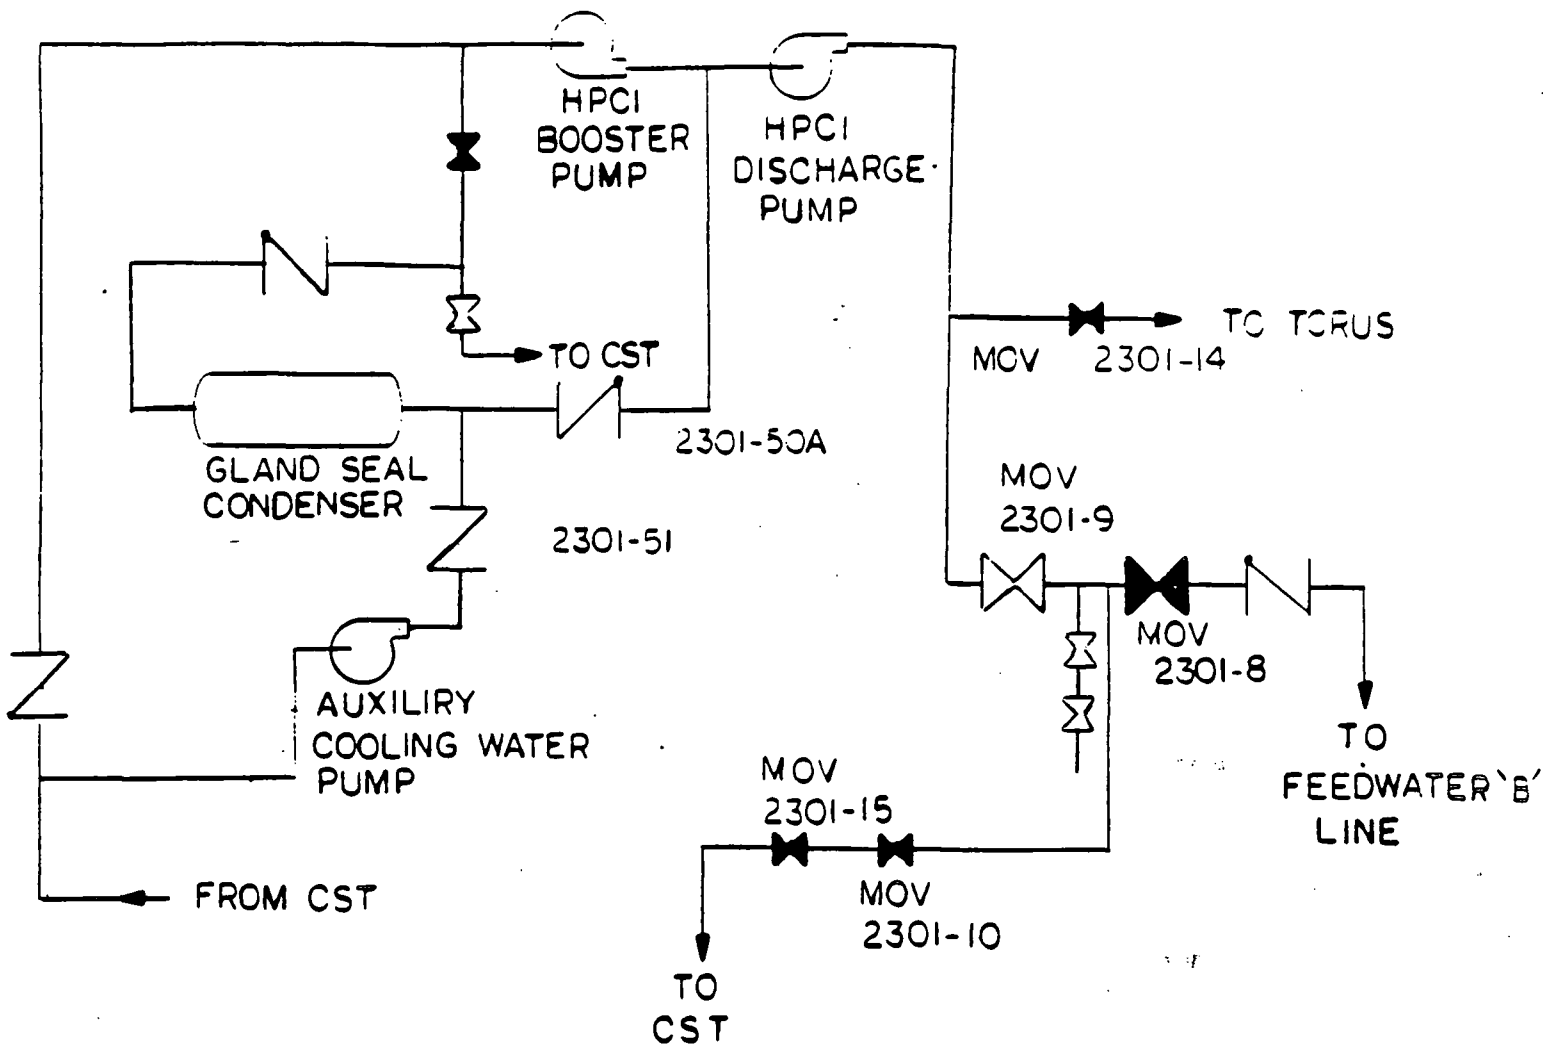 HPCI
BOOSTER
PUMP
HPCI
DISCHARGE
PUMP
TO TORUS
MOV 2301-14
TO CST
2301-50A
GLAND SEAL
CONDENSER
MOV
2301-9
2301-51
MOV
2301-8
AUXILIRY
COOLING WATER
PUMP
TO
FEEDWATER 'B'
LINE
MOV
2301-15
FROM CST
MOV
2301-10
TO
CST